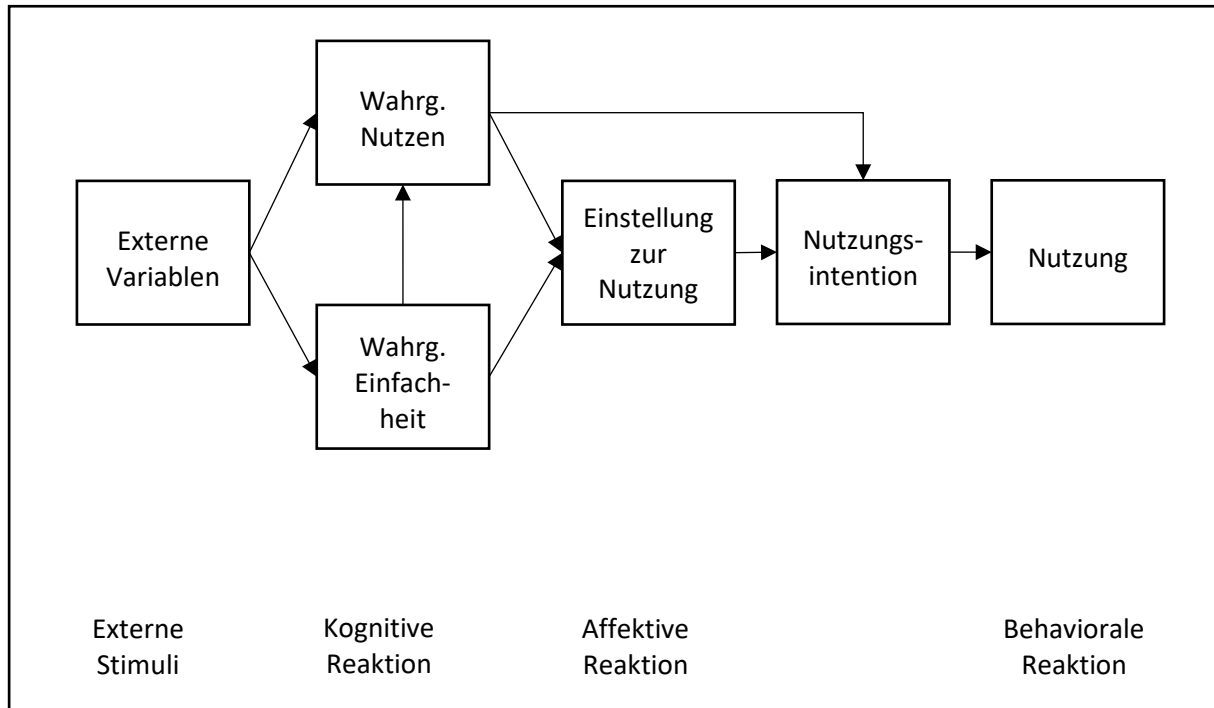 Wahrg.
Nutzen
Externe
Variablen
Wahrg.
Einfach-
heit
Einstellung
zur
Nutzung
Nutzungs-
intention
Nutzung
Externe
Stimuli
Kognitive
Reaktion
Affektive
Reaktion
Behaviorale
Reaktion